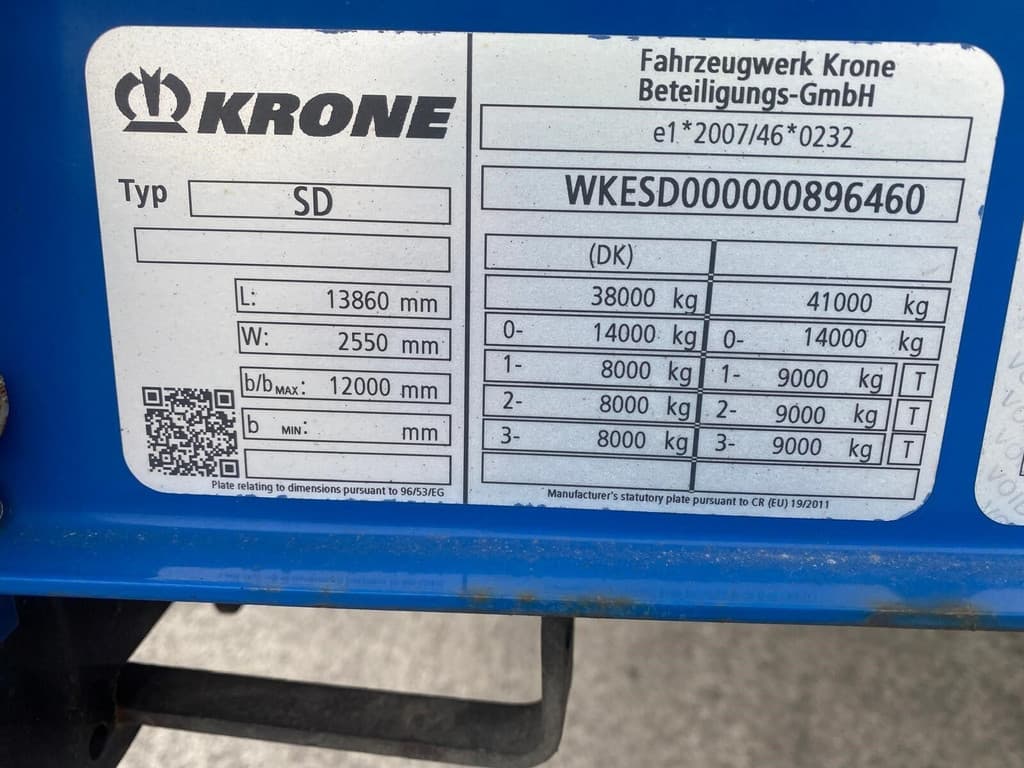 KRONE
Typ SD
L: 13860 mm
W: 2550 mm
b/b MAX: 12000 mm
b MIN: mm
Plate relating to dimensions pursuant to 96/53/EG
Fahrzeugwerk Krone
Beteiligungs-GmbH
e1*2007/46*0232
WKESD000000896460
(DK)
38000 kg 41000 kg
0- 14000 kg 0- 14000 kg
1- 8000 kg 1- 9000 kg T
2- 8000 kg 2- 9000 kg T
3- 8000 kg 3- 9000 kg T
Manufacturer's statutory plate pursuant to CR (EU) 19/2011